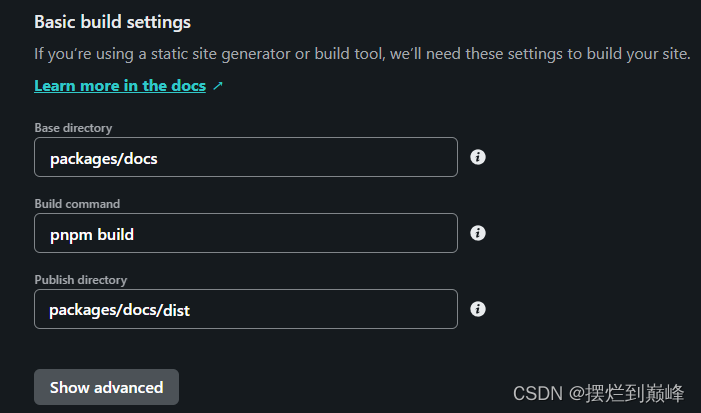 Basic build settings
If you’re using a static site generator or build tool, we’ll need these settings to build your site.
Learn more in the docs ↗
Base directory
packages/docs
Build command
pnpm build
Publish directory
packages/docs/dist
Show advanced
CSDN @摆烂到巅峰